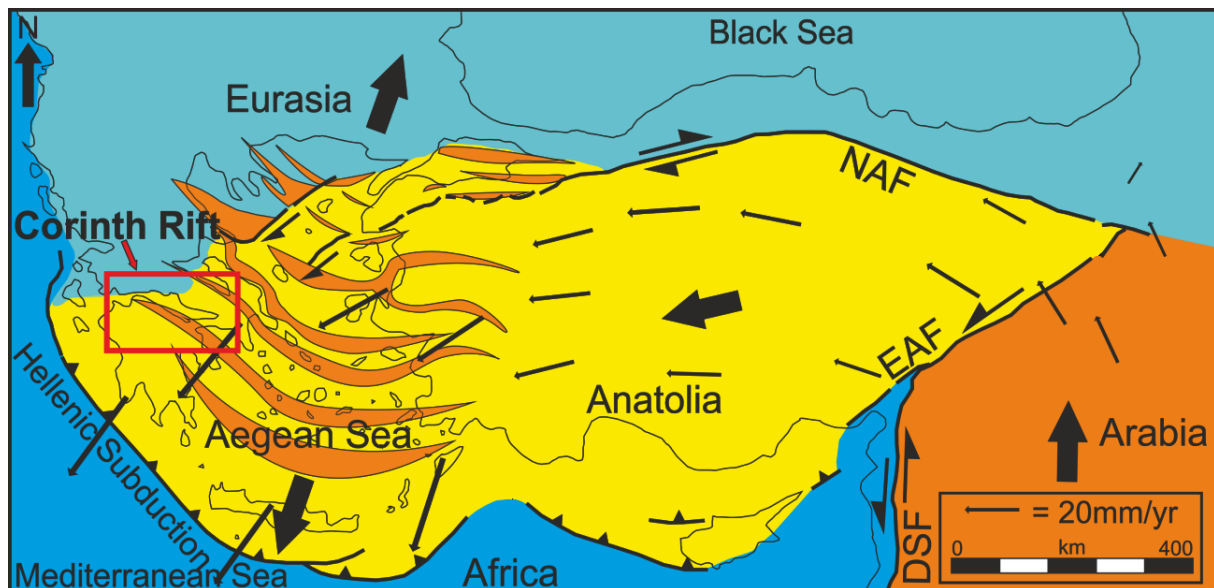 N
Black Sea
Eurasia
NAF
Corinth Rift
EAF
Hellenic Subduction
Anatolia
Aegean Sea
Arabia
DSF
= 20mm/yr
0 km 400
Mediterranean Sea
Africa